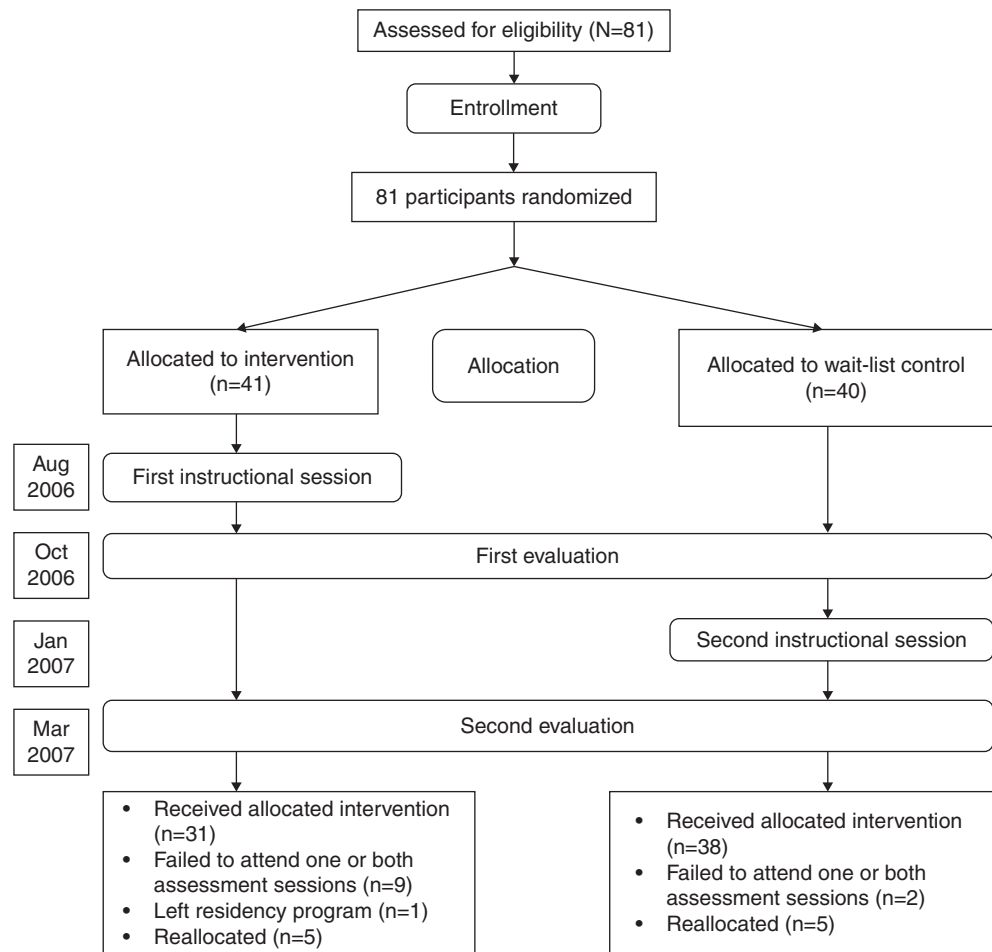 Assessed for eligibility (N=81)
Entrollment
81 participants randomized
Allocated to intervention
(n=41)
Allocation
Allocated to wait-list control
(n=40)
Aug
2006
First instructional session
Oct
2006
First evaluation
Jan
2007
Second instructional session
Mar
2007
Second evaluation
• Received allocated intervention
(n=31)
• Failed to attend one or both
assessment sessions (n=9)
• Left residency program (n=1)
• Reallocated (n=5)
• Received allocated intervention
(n=38)
• Failed to attend one or both
assessment sessions (n=2)
• Reallocated (n=5)